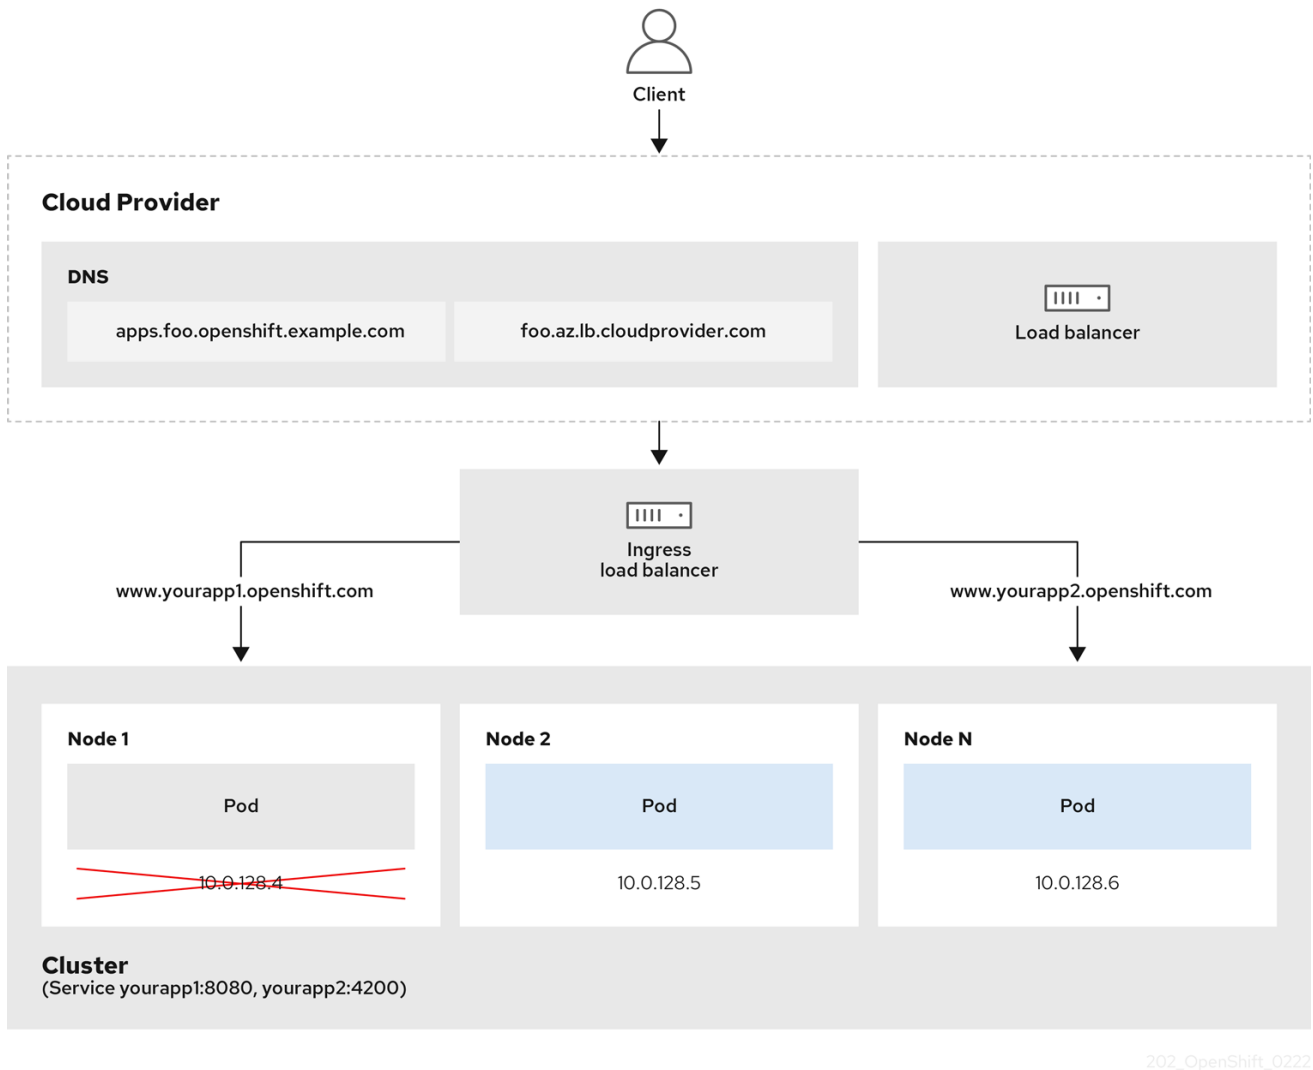 Client
Cloud Provider
DNS
apps.foo.openshift.example.com
foo.az.lb.cloudprovider.com
Load balancer
Ingress
load balancer
www.yourapp1.openshift.com
www.yourapp2.openshift.com
Node 1
Pod
10.0.128.4
Node 2
Pod
10.0.128.5
Node N
Pod
10.0.128.6
Cluster
(Service yourapp1:8080, yourapp2:4200)
202_OpenShift_0222